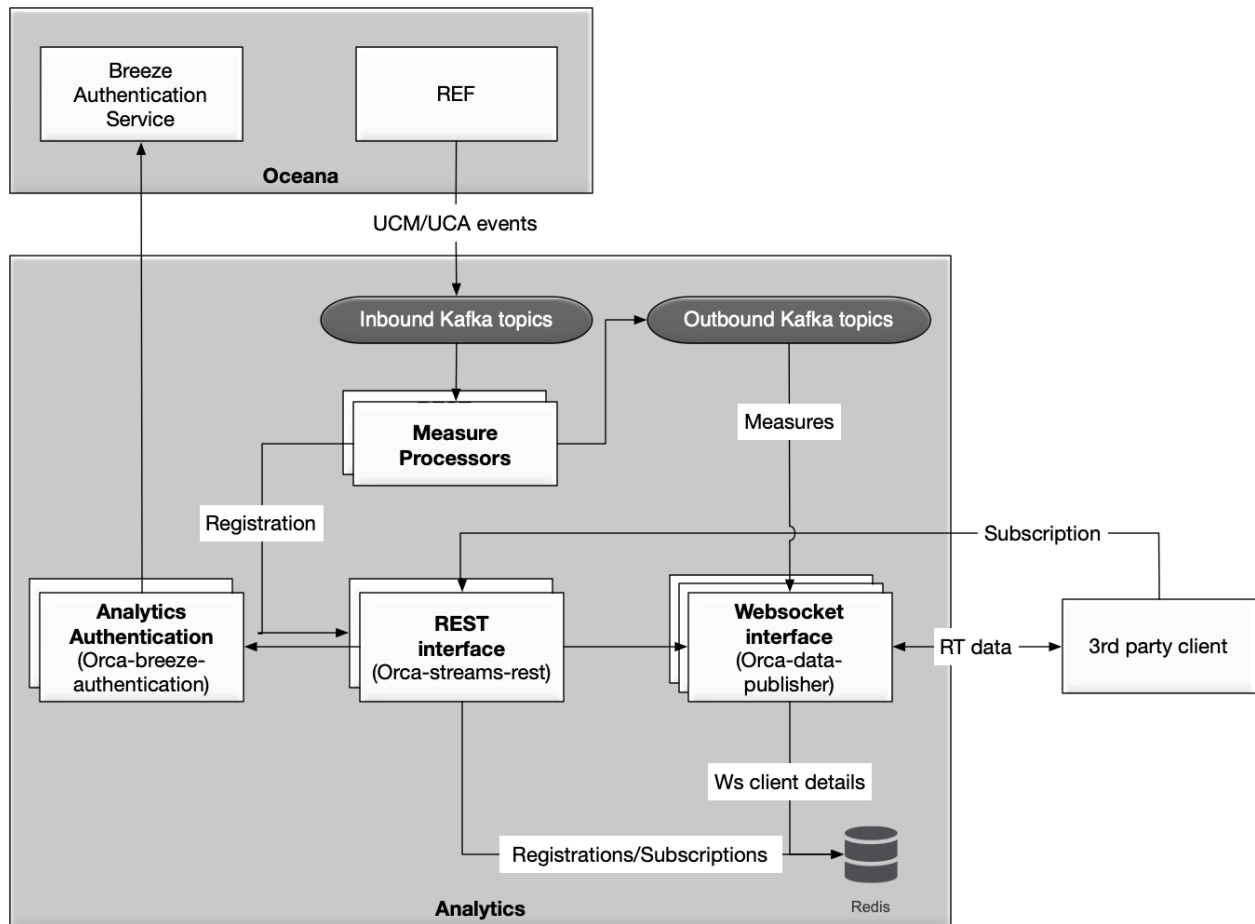 Breeze
Authentication
Service
REF
Oceana
UCM/UCA events
Inbound Kafka topics
Outbound Kafka topics
Measure
Processors
Measures
Registration
Subscription
Analytics
Authentication
(Orca-breeze-
authentication)
REST
interface
(Orca-streams-rest)
Websocket
interface
(Orca-data-
publisher)
RT data
3rd party client
Ws client details
Registrations/Subscriptions
Redis
Analytics